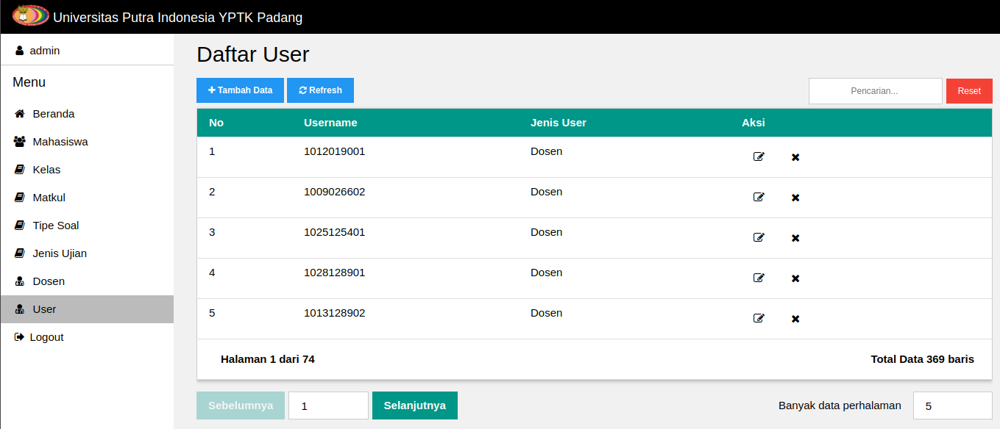 Universitas Putra Indonesia YPTK Padang
admin
Menu
Beranda
Mahasiswa
Kelas
Matkul
Tipe Soal
Jenis Ujian
Dosen
User
Logout
Daftar User
Tambah Data Refresh Pencarian... Reset
No Username Jenis User Aksi
1 1012019001 Dosen
2 1009026602 Dosen
3 1025125401 Dosen
4 1028128901 Dosen
5 1013128902 Dosen
Halaman 1 dari 74 Total Data 369 baris
Sebelumnya 1 Selanjutnya Banyak data perhalaman 5